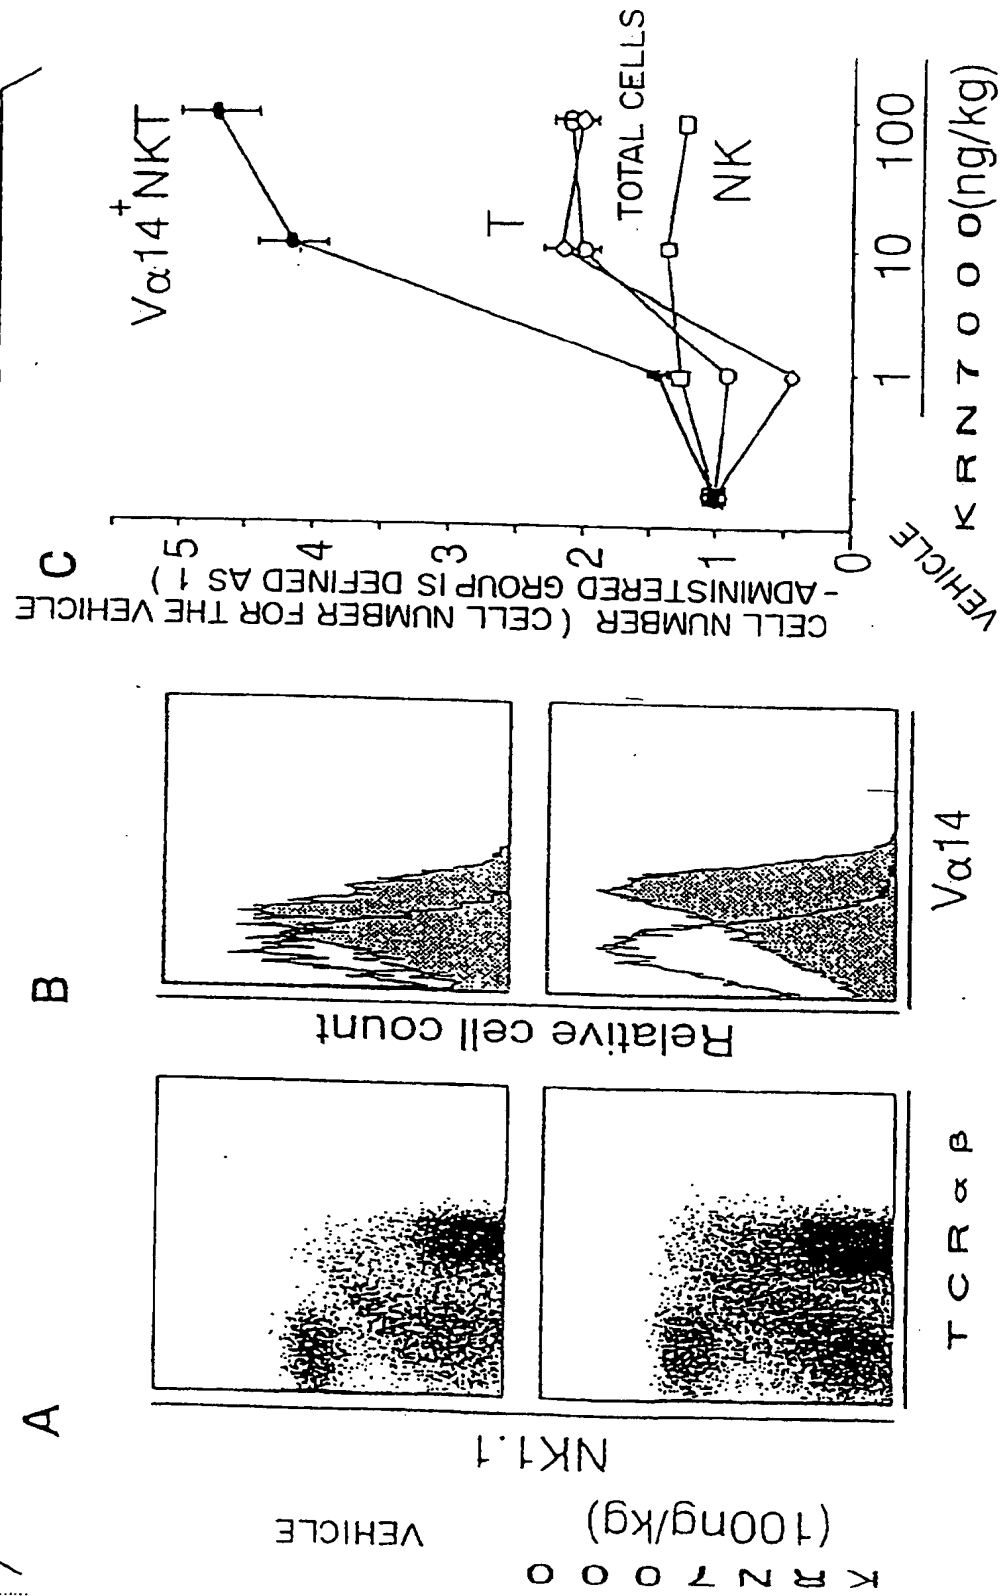 A
VEHICLE
KRN7000
(100ng/kg)
NK1.1
TCRαβ
B
Relative cell count
Vα14
C
CELL NUMBER (CELL NUMBER FOR THE VEHICLE
-ADMINISTERED GROUP IS DEFINED AS 1)
5
4
3
2
1
0
Vα14⁺NKT
T
TOTAL CELLS
NK
VEHICLE
1 10 100
KRN7000(ng/kg)